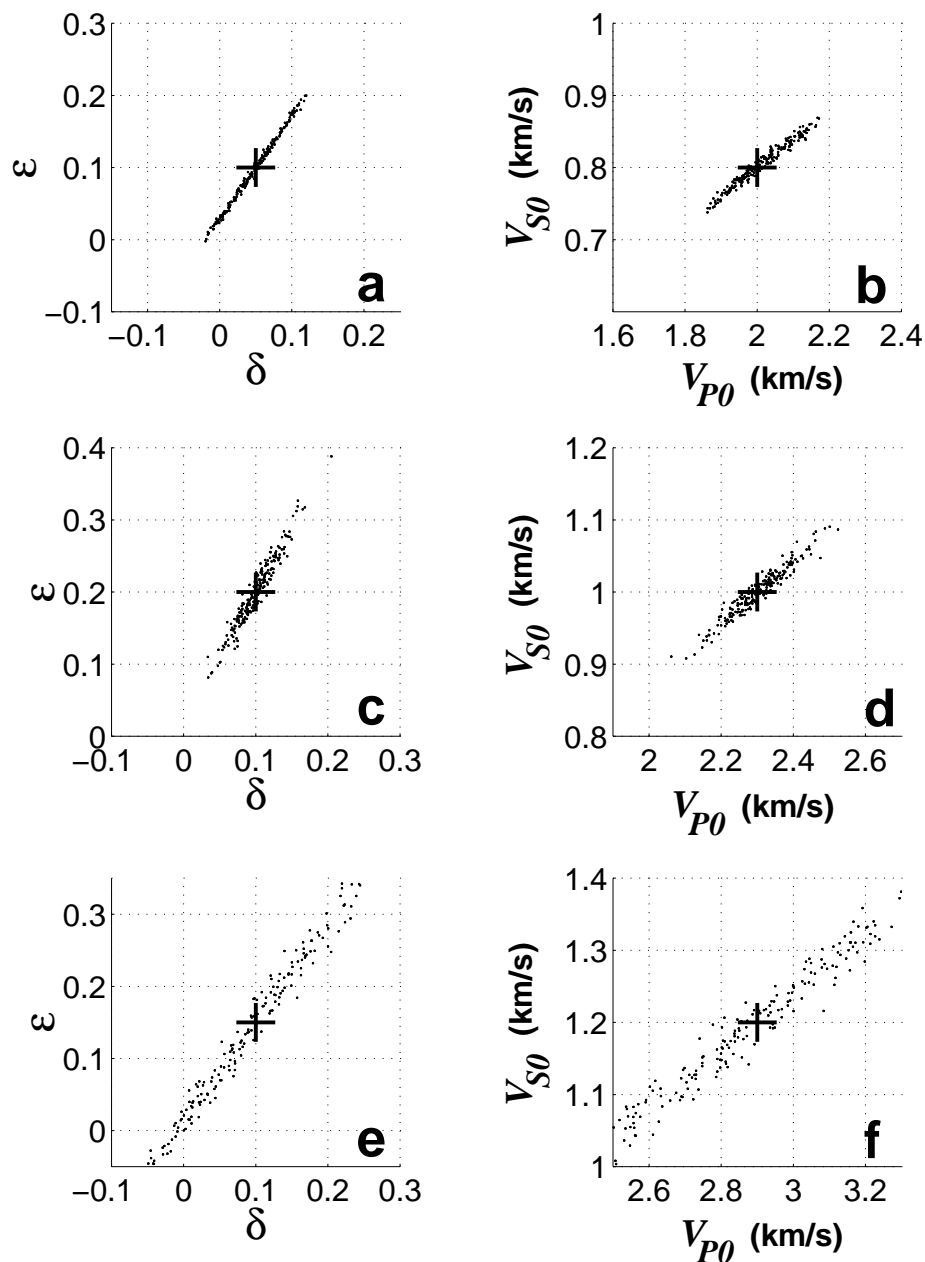 0.3
0.2
0.1
0
−0.1
ε
−0.1 0 0.1 0.2
δ
a
1
0.9
0.8
0.7
V_S0 (km/s)
1.6 1.8 2 2.2 2.4
V_P0 (km/s)
b
0.4
0.3
0.2
0.1
0
ε
−0.1 0 0.1 0.2 0.3
δ
c
1.2
1.1
1
0.9
0.8
V_S0 (km/s)
2 2.2 2.4 2.6
V_P0 (km/s)
d
0.3
0.2
0.1
0
ε
−0.1 0 0.1 0.2 0.3
δ
e
1.4
1.3
1.2
1.1
1
V_S0 (km/s)
2.6 2.8 3 3.2
V_P0 (km/s)
f